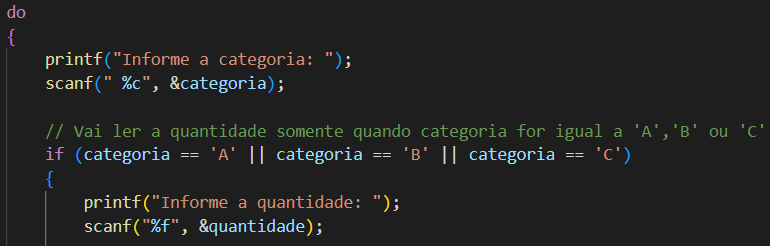 do
{
printf("Informe a categoria: ");
scanf(" %c", &categoria);
// Vai ler a quantidade somente quando categoria for igual a 'A','B' ou 'C'
if (categoria == 'A' || categoria == 'B' || categoria == 'C')
{
printf("Informe a quantidade: ");
scanf("%f", &quantidade);